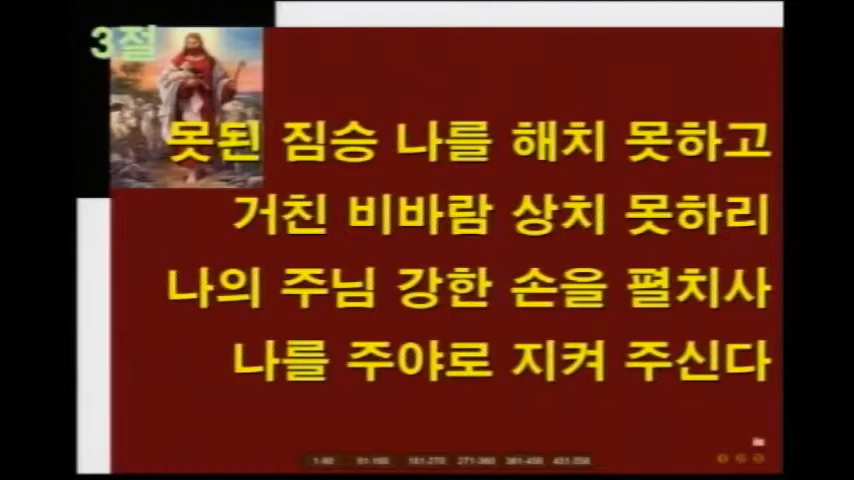 3절
못된 짐승 나를 해치 못하고
거친 비바람 상치 못하리
나의 주님 강한 손을 펼치사
나를 주야로 지켜 주신다
1-90 91-180 181-270 271-360 361-450 451-558